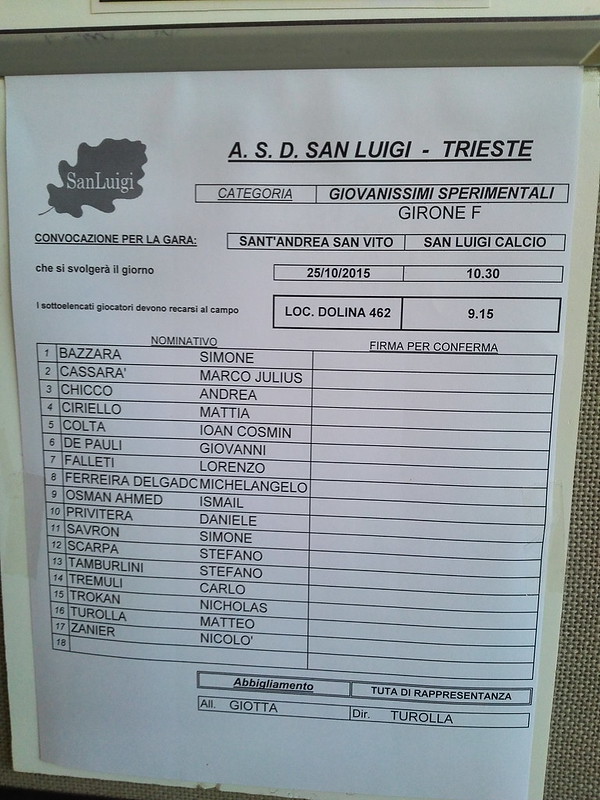 A. S. D. SAN LUIGI - TRIESTE
SanLuigi
CATEGORIA GIOVANISSIMI SPERIMENTALI
GIRONE F
CONVOCAZIONE PER LA GARA: SANT'ANDREA SAN VITO SAN LUIGI CALCIO
che si svolgerà il giorno 25/10/2015 10.30
I sottoelencati giocatori devono recarsi al campo LOC. DOLINA 462 9.15
NOMINATIVO FIRMA PER CONFERMA
1 BAZZARA SIMONE
2 CASSARA' MARCO JULIUS
3 CHICCO ANDREA
4 CIRIELLO MATTIA
5 COLTA IOAN COSMIN
6 DE PAULI GIOVANNI
7 FALLETI LORENZO
8 FERREIRA DELGADO MICHELANGELO
9 OSMAN AHMED ISMAIL
10 PRIVITERA DANIELE
11 SAVRON SIMONE
12 SCARPA STEFANO
13 TAMBURLINI STEFANO
14 TREMULI CARLO
15 TROKAN NICHOLAS
16 TUROLLA MATTEO
17 ZANIER NICOLO'
18
Abbigliamento TUTA DI RAPPRESENTANZA
All. GIOTTA Dir. TUROLLA